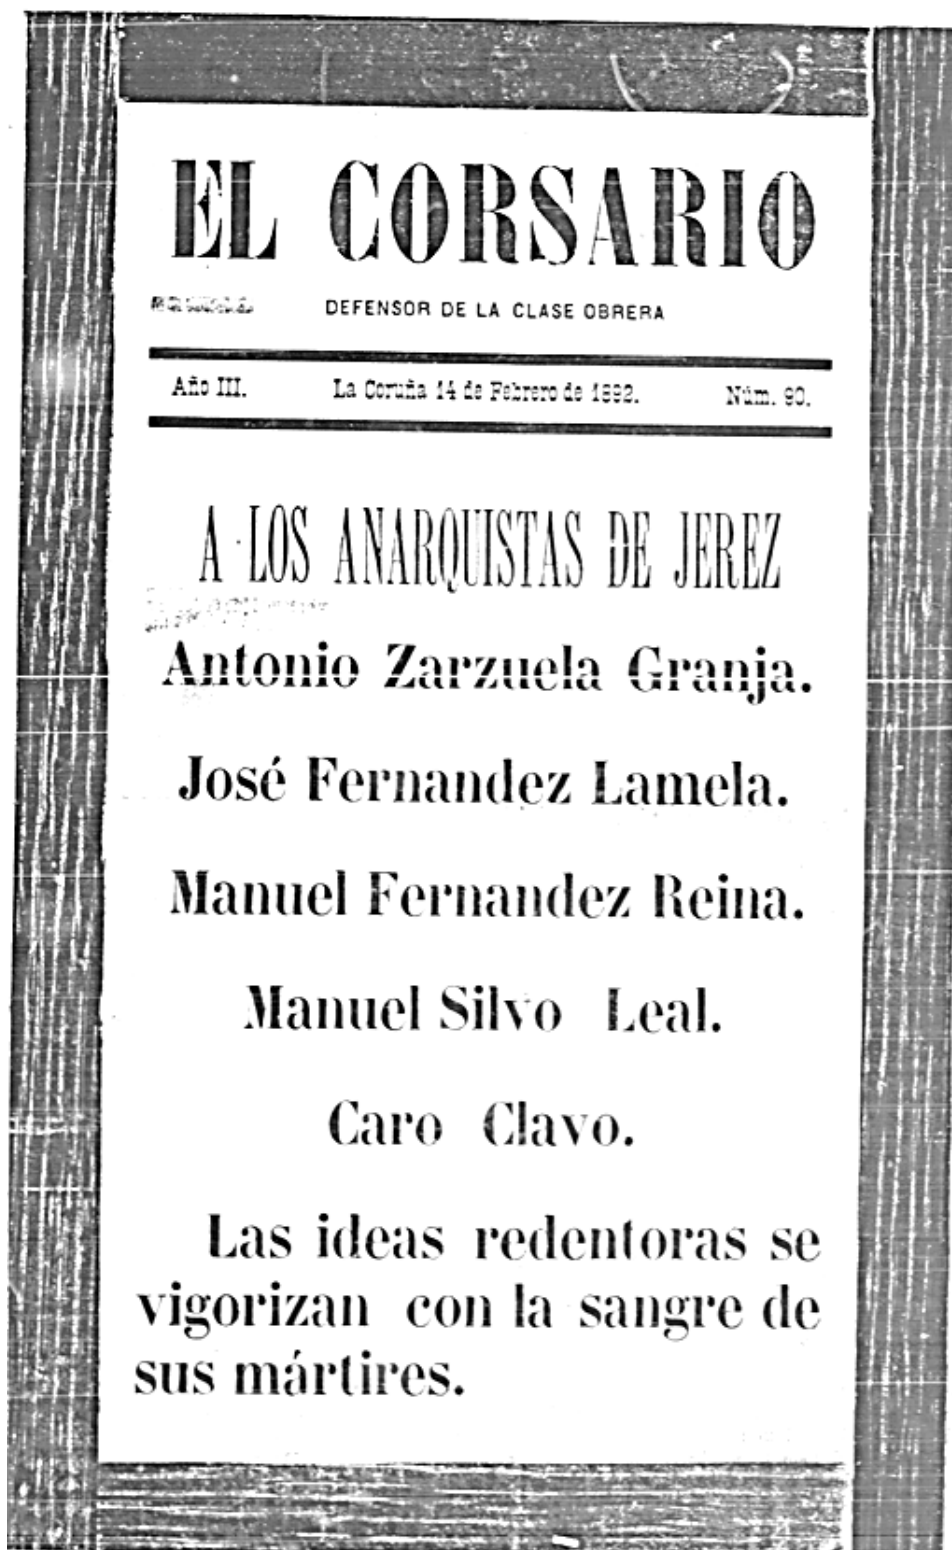 EL CORSARIO
DEFENSOR DE LA CLASE OBRERA
Año III.
La Coruña 14 de Febrero de 1892.
Núm. 90.
A LOS ANARQUISTAS DE JEREZ
Antonio Zarzuela Granja.
José Fernandez Lamela.
Manuel Fernandez Reina.
Manuel Silvo Leal.
Caro Clavo.
Las ideas redentoras se
vigorizan con la sangre de
sus mártires.